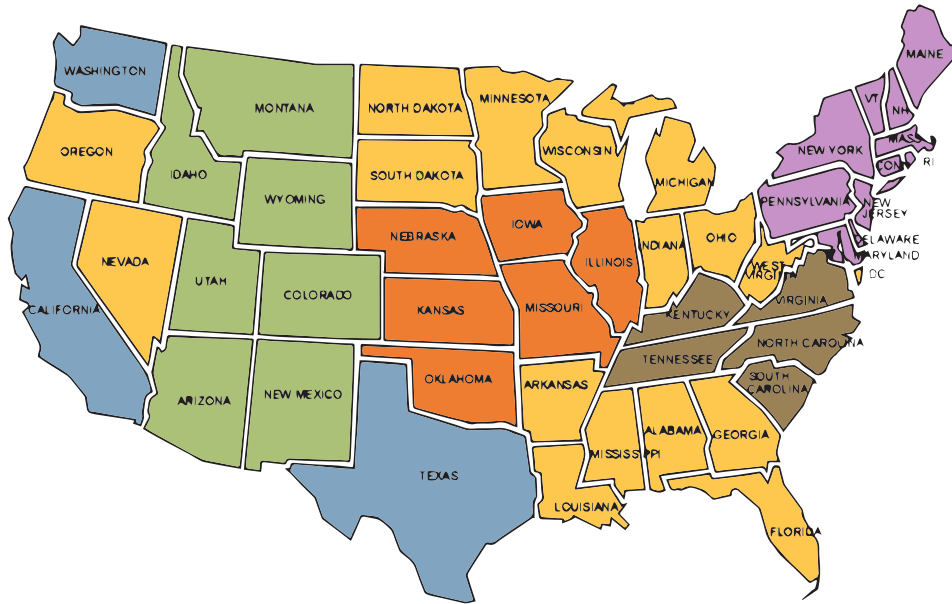 WASHINGTON
OREGON
CALIFORNIA
NEVADA
IDAHO
MONTANA
WYOMING
UTAH
COLORADO
ARIZONA
NEW MEXICO
NORTH DAKOTA
SOUTH DAKOTA
NEBRASKA
KANSAS
OKLAHOMA
TEXAS
MINNESOTA
IOWA
MISSOURI
ARKANSAS
LOUISIANA
WISCONSIN
ILLINOIS
MICHIGAN
INDIANA
OHIO
KENTUCKY
TENNESSEE
MISSISSIPPI
ALABAMA
GEORGIA
FLORIDA
SOUTH
CAROLINA
NORTH CAROLINA
VIRGINIA
WEST
VIRGINIA
DC
MARYLAND
DELAWARE
NEW
JERSEY
PENNSYLVANIA
NEW YORK
CON
RI
MASS
VT
NH
MAINE